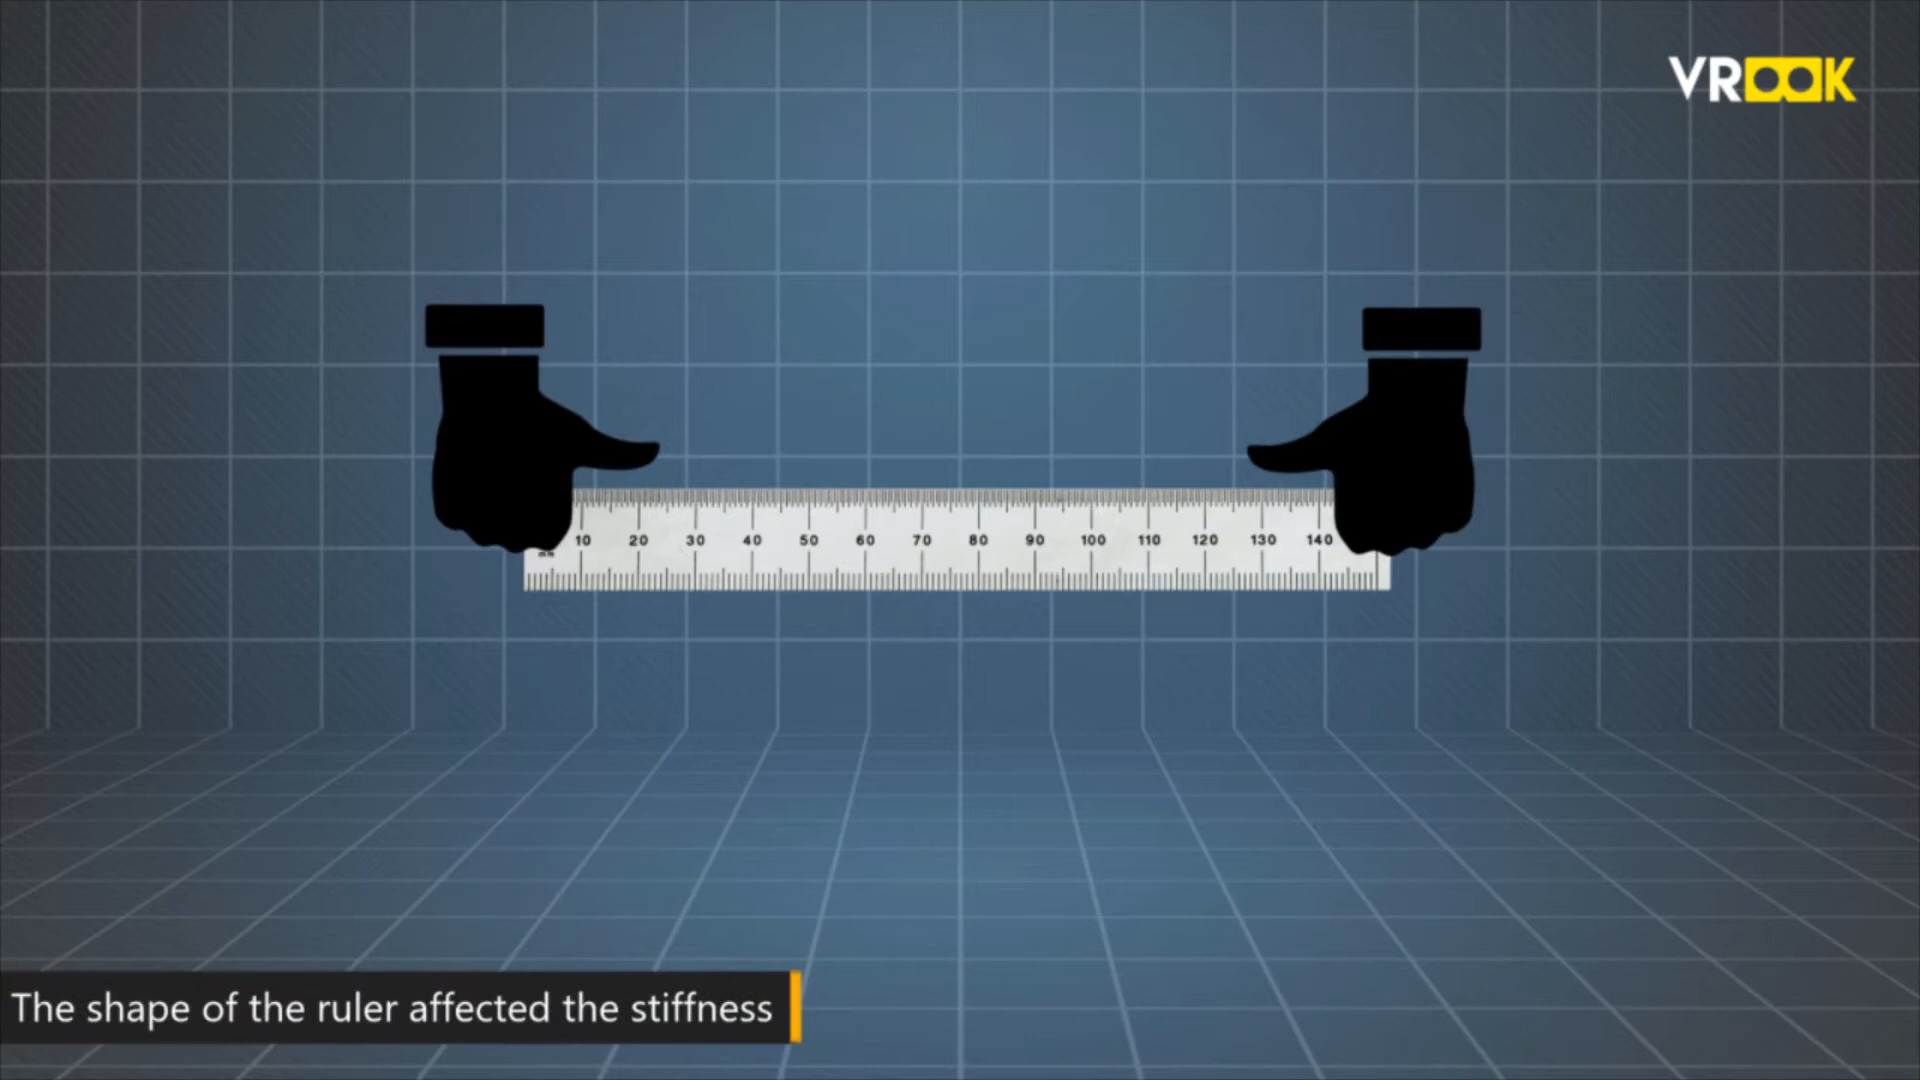 VROOK
10 20 30 40 50 60 70 80 90 100 110 120 130 140
mm
The shape of the ruler affected the stiffness